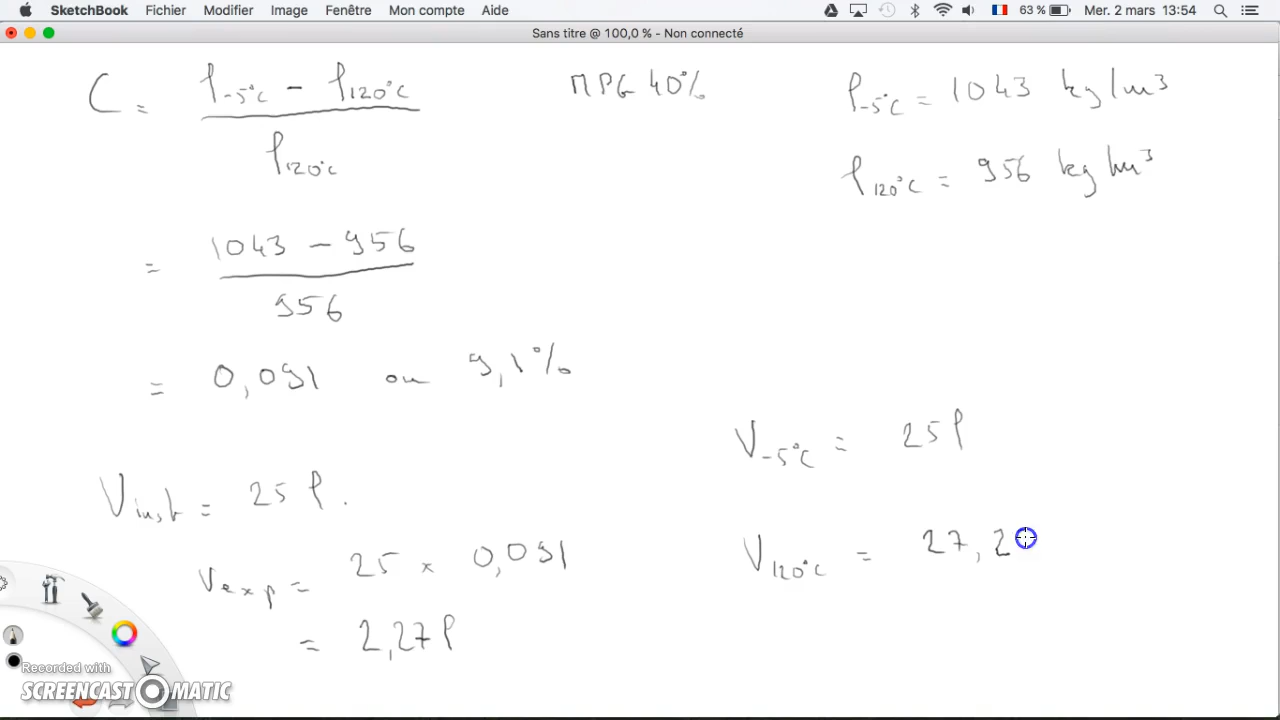 SketchBook Fichier Modifier Image Fenêtre Mon compte Aide 63 % Mer. 2 mars 13:54
Sans titre @ 100,0 % - Non connecté
C = (ρ-5°C - ρ120°C) / ρ120°C
MPG 40%
ρ-5°C = 1043 kg/m³
ρ120°C = 956 kg/m³
= (1043 - 956) / 956
= 0,091 ou 9,1%
V-5°C = 25 l
Vinst = 25 l.
V120°C = 27,2
Vexp = 25 x 0,091
= 2,27 l
Recorded with
SCREENCAST MATIC